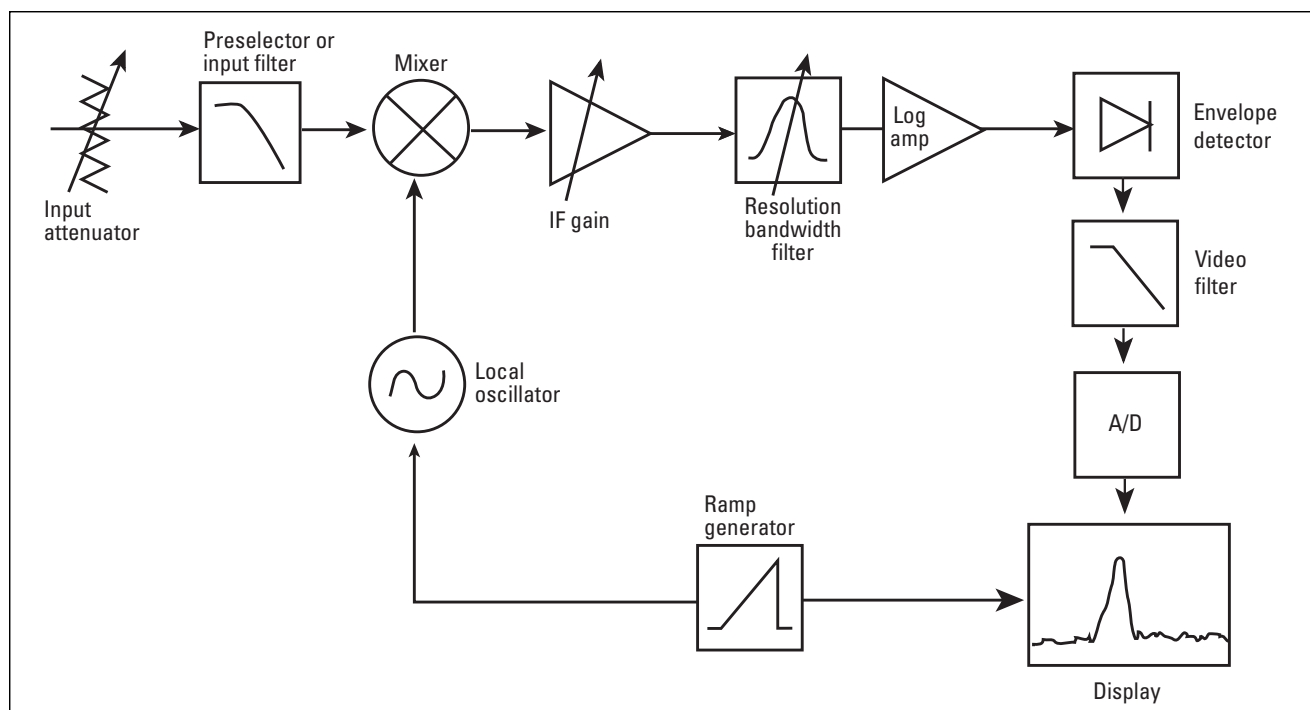 Preselector or
input filter
Mixer
Log
amp
Envelope
detector
Input
attenuator
IF gain
Resolution
bandwidth
filter
Video
filter
Local
oscillator
A/D
Ramp
generator
Display